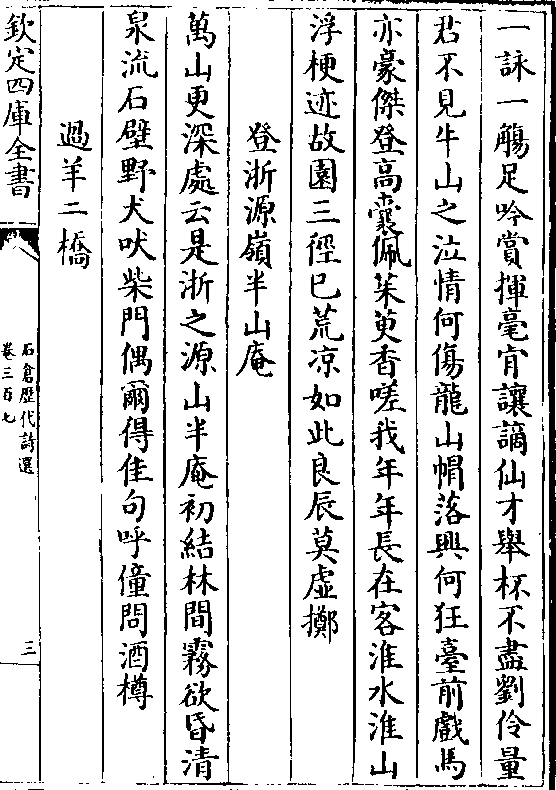 一詠一觴足吟賞揮毫肯讓謫仙才舉杯不盡劉伶量
君不見牛山之泣情何傷龍山帽落興何狂臺前戲馬
亦豪傑登高囊佩茱萸香嗟我年年長在客淮水淮山
浮梗迹故園三徑已荒凉如此良辰莫虚擲
登浙源嶺半山庵
萬山更深處云是浙之源山半庵初結林間霧欲昏清
泉流石壁野犬吠柴門偶爾得佳句呼僮問酒樽
過羊二橋
欽定四庫全書
石倉歷代詩選
卷三百七
三